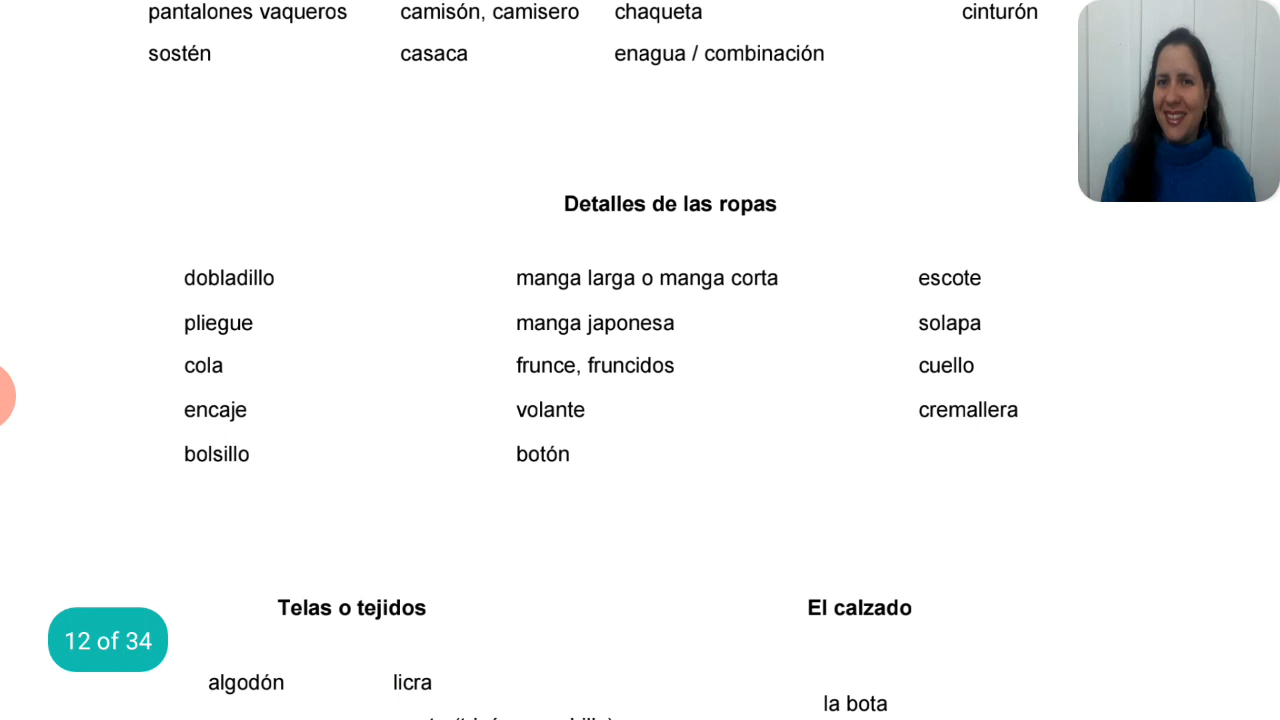 pantalones vaqueros camisón, camisero chaqueta cinturón
sostén casaca enagua / combinación
Detalles de las ropas
dobladillo manga larga o manga corta escote
pliegue manga japonesa solapa
cola frunce, fruncidos cuello
encaje volante cremallera
bolsillo botón
Telas o tejidos El calzado
12 of 34
algodón licra
la bota